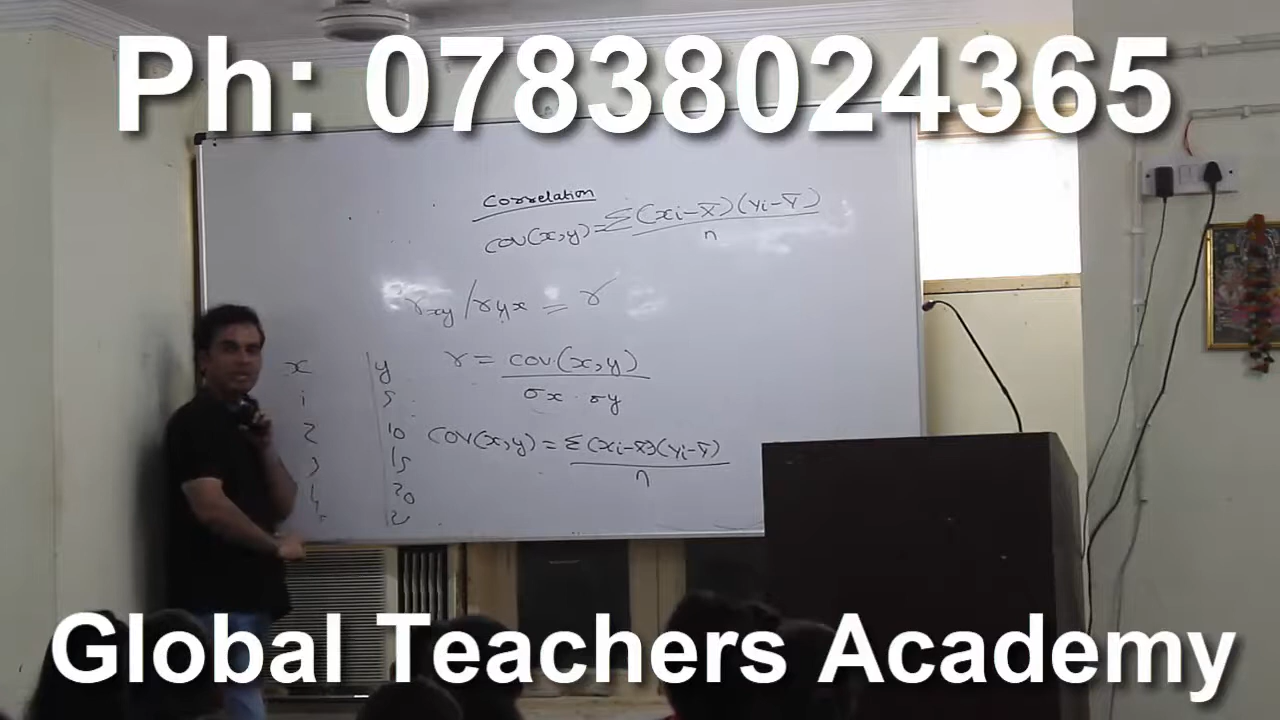 Ph: 07838024365
Correlation
cov(x,y)=Σ(xi-x̅)(yi-y̅)
n
rxy/ryx = r
r = cov(x,y)
σx · σy
x y
1 5
2 10
3 15
4 20
cov(x,y) = Σ(xi-x̅)(yi-y̅)
n
Global Teachers Academy